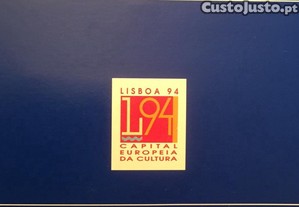 CustoJusto.pt
LISBOA 94
L94
CAPITAL
EUROPEIA
DA CULTURA